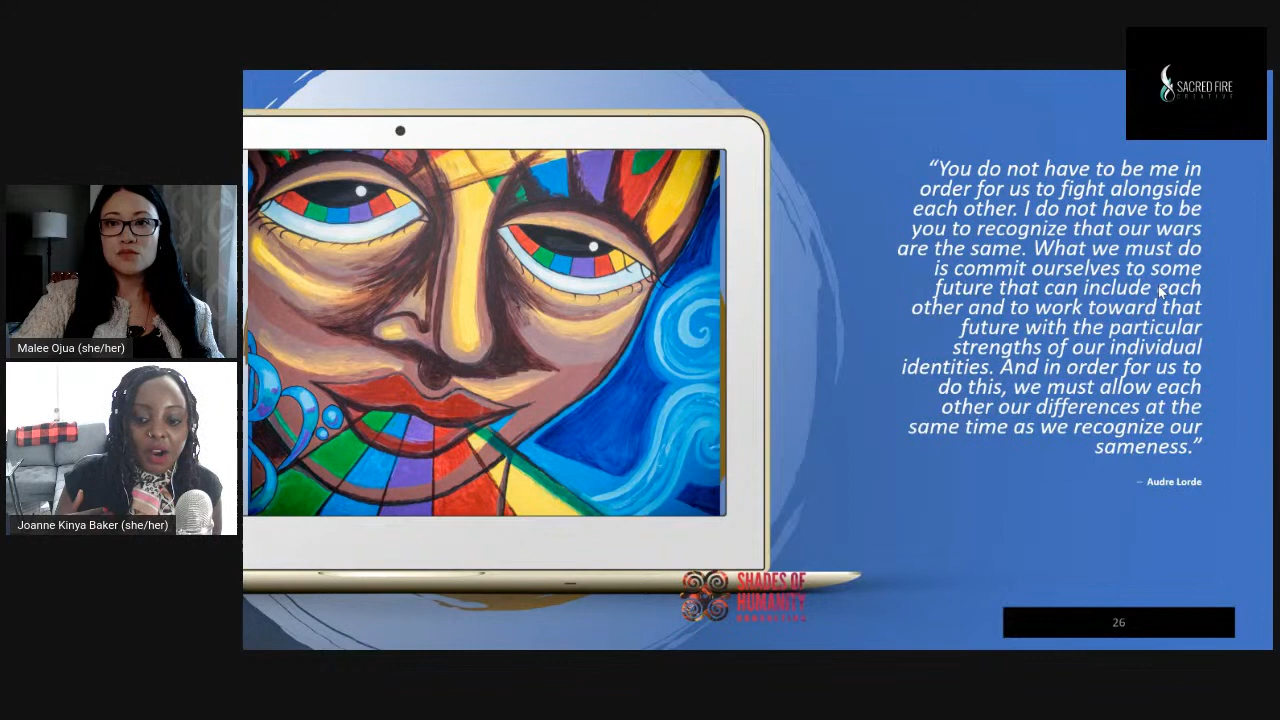 SACRED FIRE
CREATIVE
“You do not have to be me in
order for us to fight alongside
each other. I do not have to be
you to recognize that our wars
are the same. What we must do
is commit ourselves to some
future that can include each
other and to work toward that
future with the particular
strengths of our individual
identities. And in order for us to
do this, we must allow each
other our differences at the
same time as we recognize our
sameness.”
– Audre Lorde
Malee Ojua (she/her)
Joanne Kinya Baker (she/her)
SHADES OF
HUMANITY
CONSULTING
26